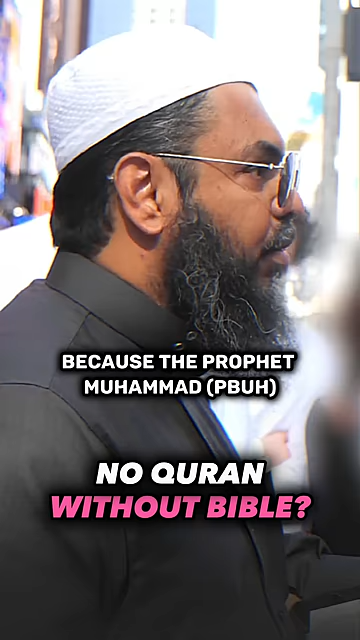 BECAUSE THE PROPHET
MUHAMMAD (PBUH)
NO QURAN
WITHOUT BIBLE?